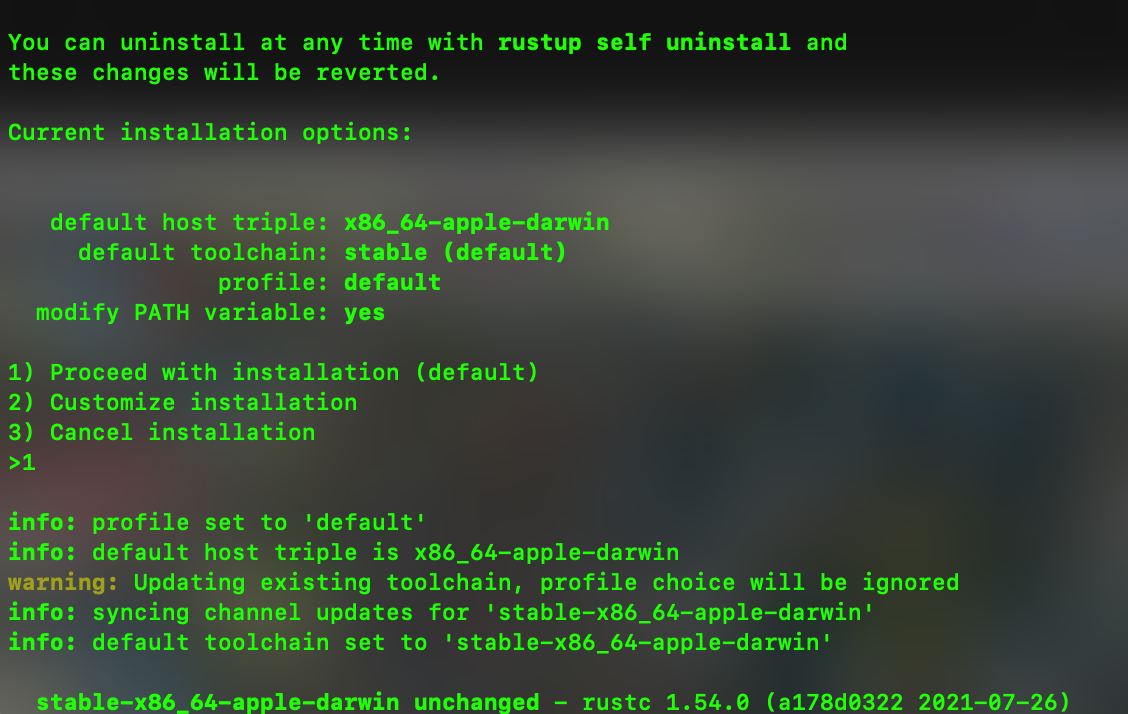 You can uninstall at any time with rustup self uninstall and
these changes will be reverted.
Current installation options:
default host triple: x86_64-apple-darwin
default toolchain: stable (default)
profile: default
modify PATH variable: yes
1) Proceed with installation (default)
2) Customize installation
3) Cancel installation
>1
info: profile set to 'default'
info: default host triple is x86_64-apple-darwin
warning: Updating existing toolchain, profile choice will be ignored
info: syncing channel updates for 'stable-x86_64-apple-darwin'
info: default toolchain set to 'stable-x86_64-apple-darwin'
stable-x86_64-apple-darwin unchanged - rustc 1.54.0 (a178d0322 2021-07-26)